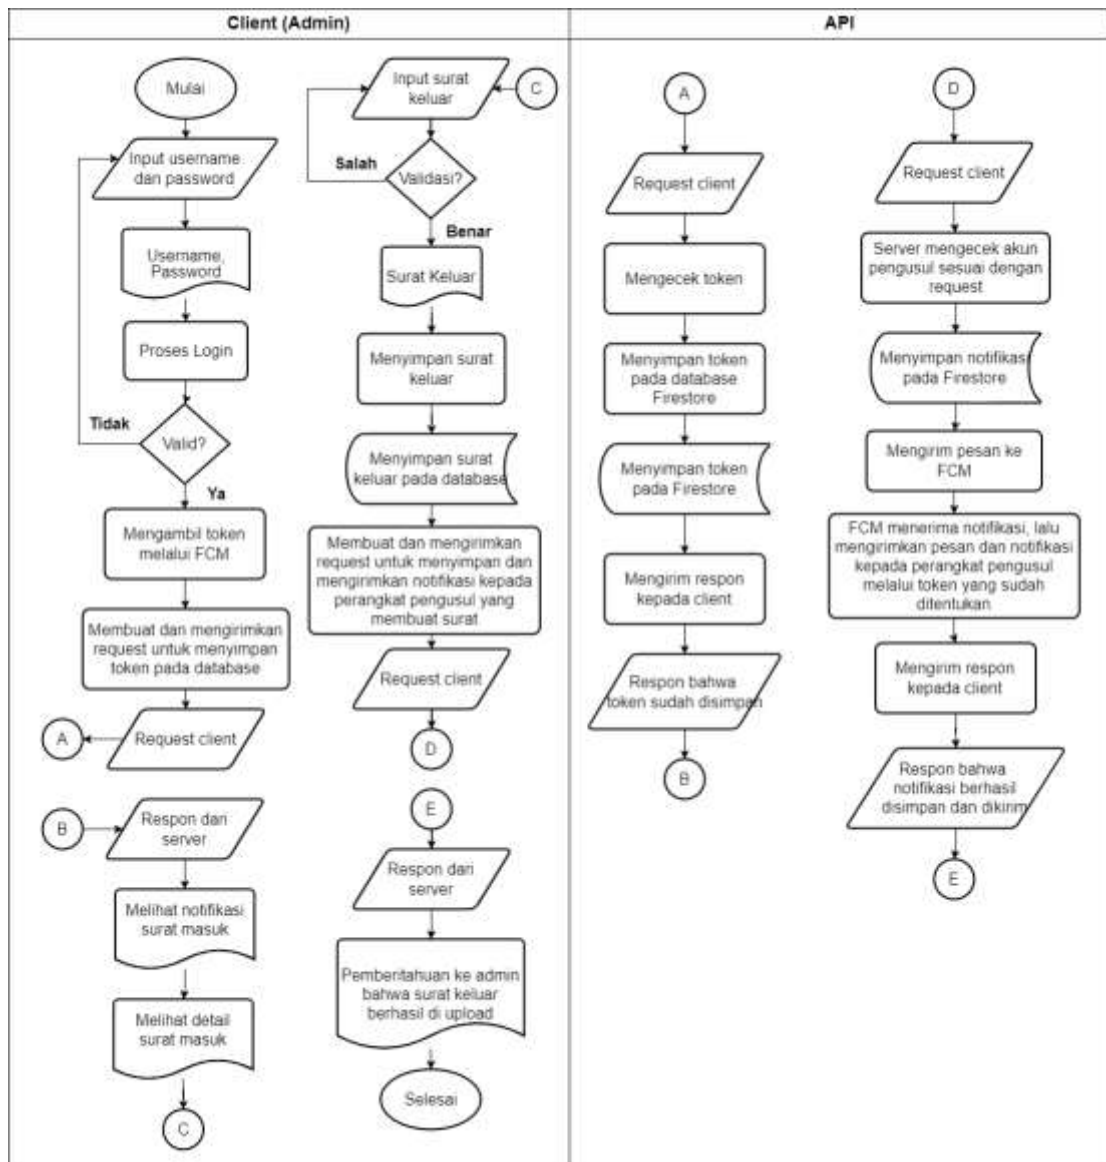 Client (Admin)
Mulai
Input username
dan password
Username,
Password
Proses Login
Tidak
Valid?
Ya
Mengambil token
melalui FCM
Membuat dan mengirimkan
request untuk menyimpan
token pada database
Request client
A
B
Respon dari
server
Melihat notifikasi
surat masuk
Melihat detail
surat masuk
C
Input surat
keluar
C
Salah
Validasi?
Benar
Surat Keluar
Menyimpan surat
keluar
Menyimpan surat
keluar pada database
Membuat dan mengirimkan
request untuk menyimpan dan
mengirimkan notifikasi kepada
perangkat pengusul yang
membuat surat
Request client
D
E
Respon dari
server
Pemberitahuan ke admin
bahwa surat keluar
berhasil di upload
Selesai
API
A
Request client
Mengecek token
Menyimpan token
pada database
Firestore
Menyimpan token
pada Firestore
Mengirim respon
kepada client
Respon bahwa
token sudah disimpan
B
D
Request client
Server mengecek akun
pengusul sesuai dengan
request
Menyimpan notifikasi
pada Firestore
Mengirim pesan ke
FCM
FCM menerima notifikasi, lalu
mengirimkan pesan dan notifikasi
kepada perangkat pengusul
melalui token yang sudah
ditentukan
Mengirim respon
kepada client
Respon bahwa
notifikasi berhasil
disimpan dan dikirim
E